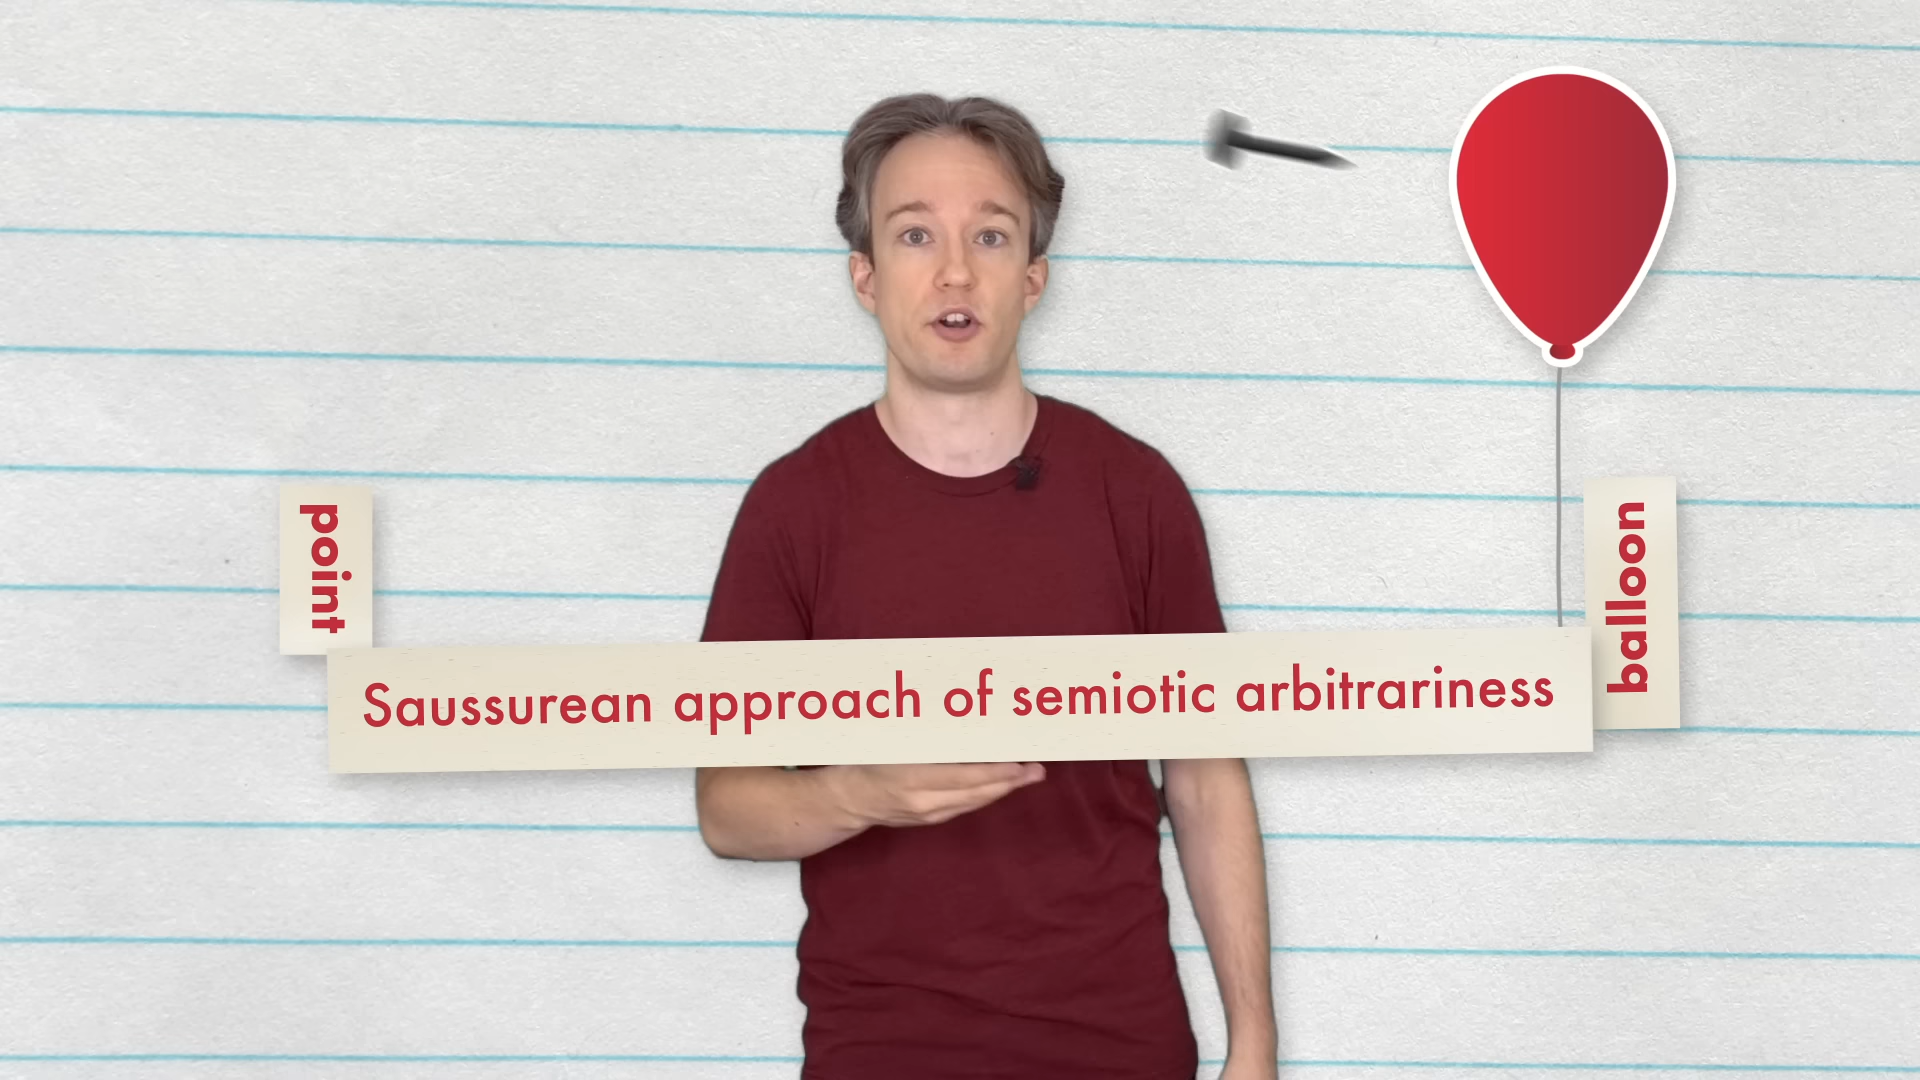 point
Saussurean approach of semiotic arbitrariness
balloon